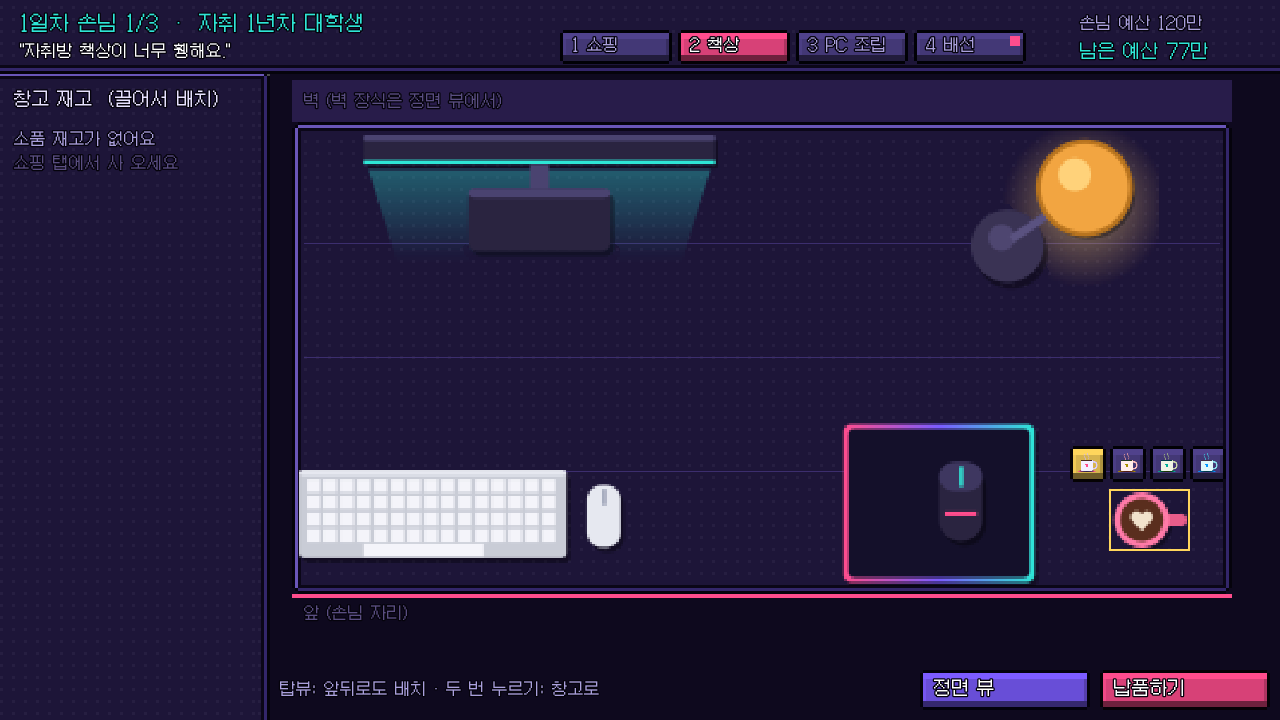 1일차 손님 1/3 · 자취 1년차 대학생
"자취방 책상이 너무 휑해요."
1 쇼핑
2 책상
3 PC 조립
4 배선
손님 예산 120만
남은 예산 77만
창고 재고 (끌어서 배치)
소품 재고가 없어요
쇼핑 탭에서 사 오세요
벽 (벽 장식은 정면 뷰에서)
앞 (손님 자리)
탑뷰: 앞뒤로도 배치 · 두 번 누르기: 창고로
정면 뷰
납품하기